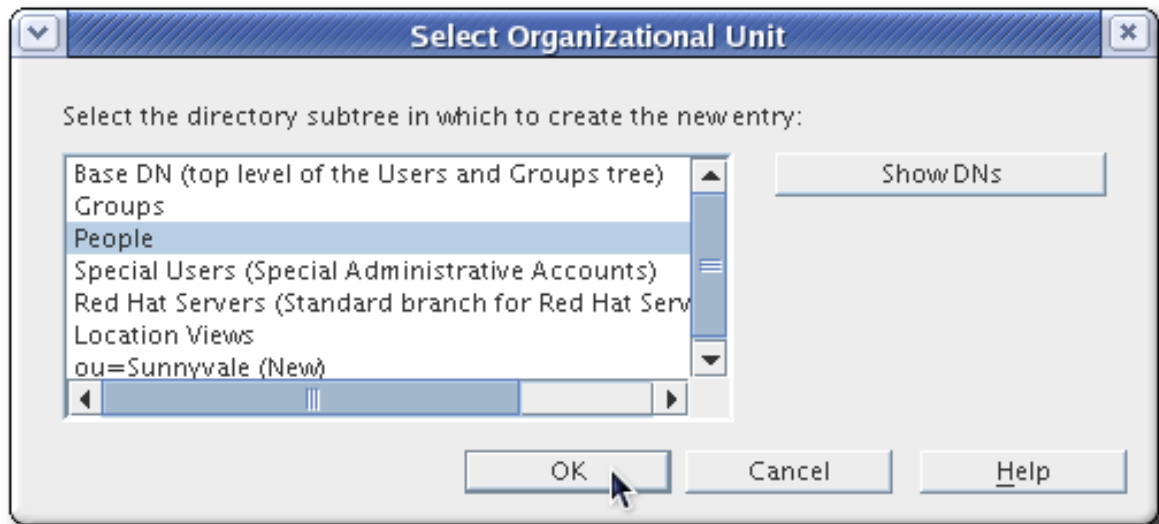 Select Organizational Unit
Select the directory subtree in which to create the new entry:
Base DN (top level of the Users and Groups tree)
Show DNs
Groups
People
Special Users (Special Administrative Accounts)
Red Hat Servers (Standard branch for Red Hat Serv
Location Views
ou=Sunnyvale (New)
OK Cancel Help